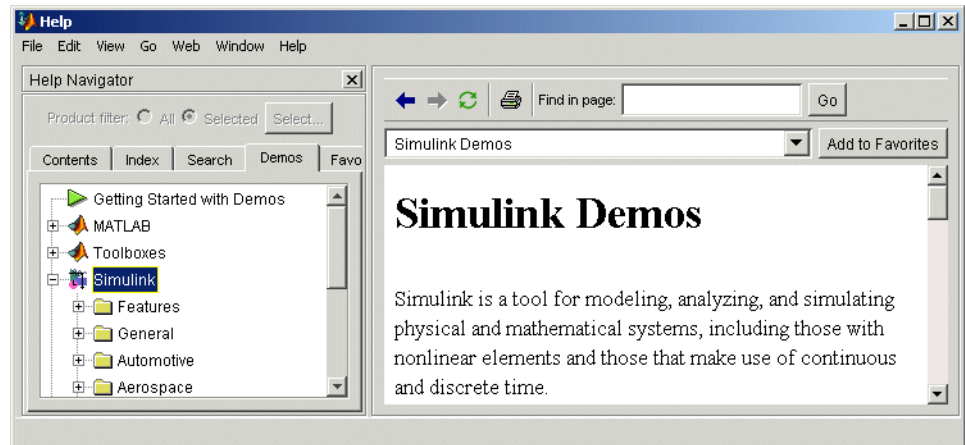 Help
File Edit View Go Web Window Help
Help Navigator
Product filter: All Selected Select...
Contents Index Search Demos Favo
Getting Started with Demos
MATLAB
Toolboxes
Simulink
Features
General
Automotive
Aerospace
Find in page: Go
Simulink Demos Add to Favorites
Simulink Demos
Simulink is a tool for modeling, analyzing, and simulating
physical and mathematical systems, including those with
nonlinear elements and those that make use of continuous
and discrete time.